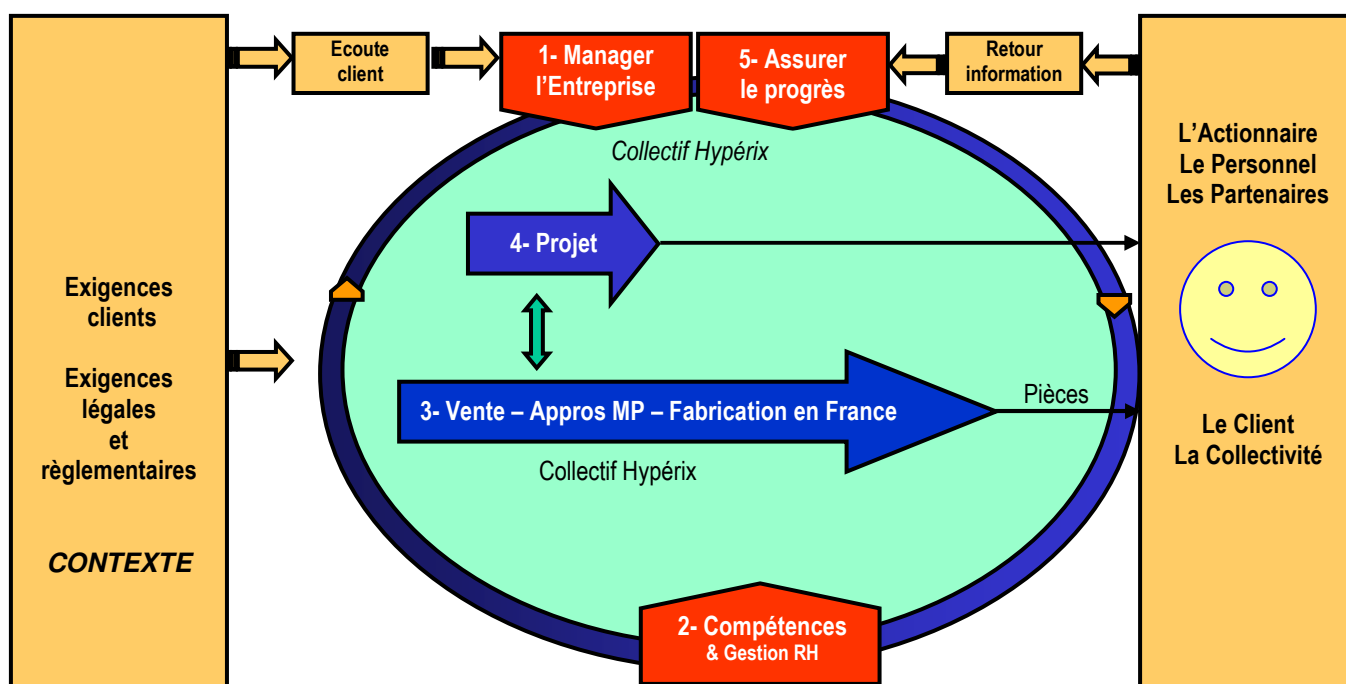 Exigences
clients
Exigences
légales
et
règlementaires
CONTEXTE
Ecoute
client
1- Manager
l’Entreprise
5- Assurer
le progrès
Retour
information
Collectif Hypérix
4- Projet
3- Vente – Appros MP – Fabrication en France
Pièces
Collectif Hypérix
2- Compétences
& Gestion RH
L’Actionnaire
Le Personnel
Les Partenaires
Le Client
La Collectivité